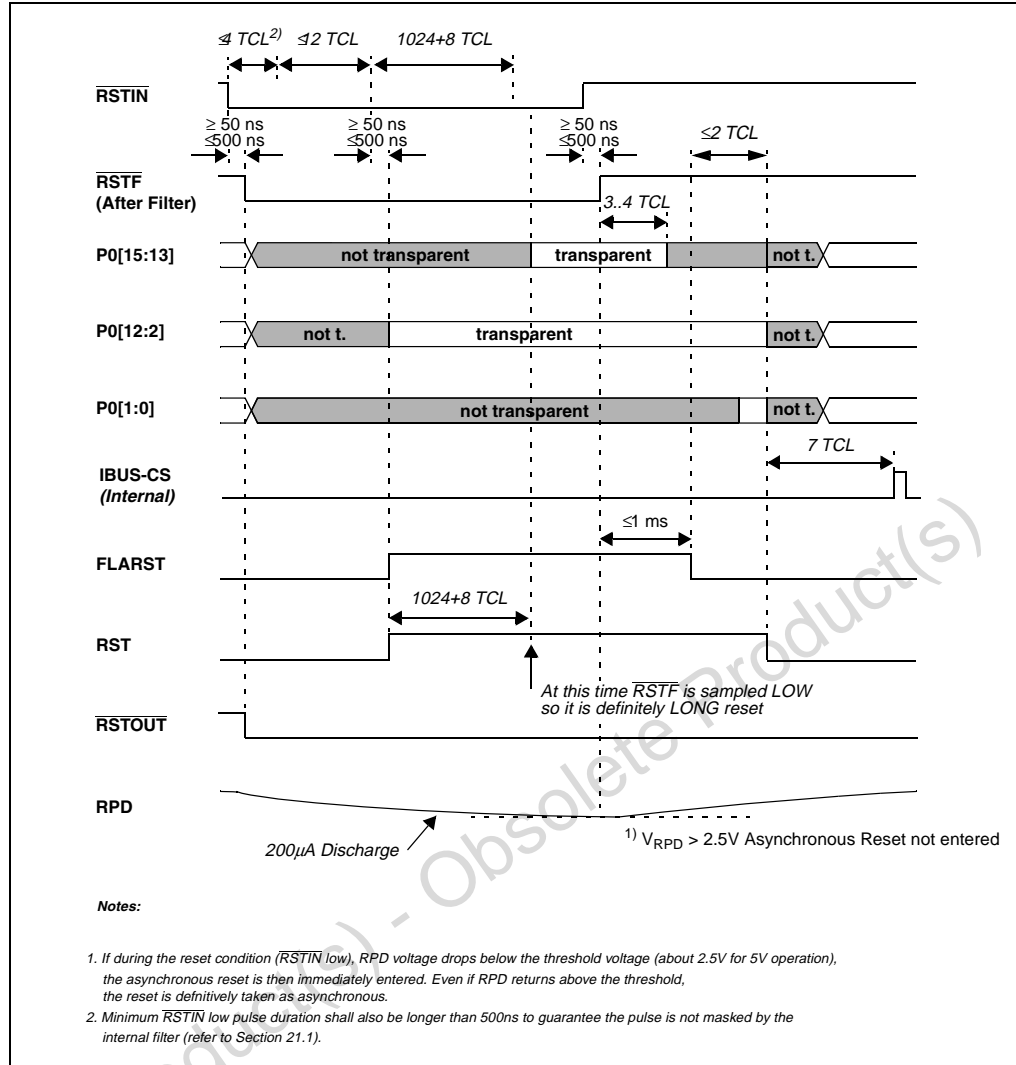 ≤4 TCL2) ≤12 TCL 1024+8 TCL
RSTIN
≥ 50 ns ≥ 50 ns ≥ 50 ns
≤500 ns ≤500 ns ≤500 ns ≤2 TCL
RSTF
(After Filter)
3..4 TCL
P0[15:13] not transparent transparent not t.
P0[12:2] not t. transparent not t.
P0[1:0] not transparent not t.
7 TCL
IBUS-CS
(Internal)
≤1 ms
FLARST
1024+8 TCL
RST
At this time RSTF is sampled LOW
so it is definitely LONG reset
RSTOUT
RPD
200µA Discharge
1) VRPD > 2.5V Asynchronous Reset not entered
Notes:
1. If during the reset condition (RSTIN low), RPD voltage drops below the threshold voltage (about 2.5V for 5V operation),
the asynchronous reset is then immediately entered. Even if RPD returns above the threshold,
the reset is defnitively taken as asynchronous.
2. Minimum RSTIN low pulse duration shall also be longer than 500ns to guarantee the pulse is not masked by the
internal filter (refer to Section 21.1).
oduct(s) - Obsolete Product(s)